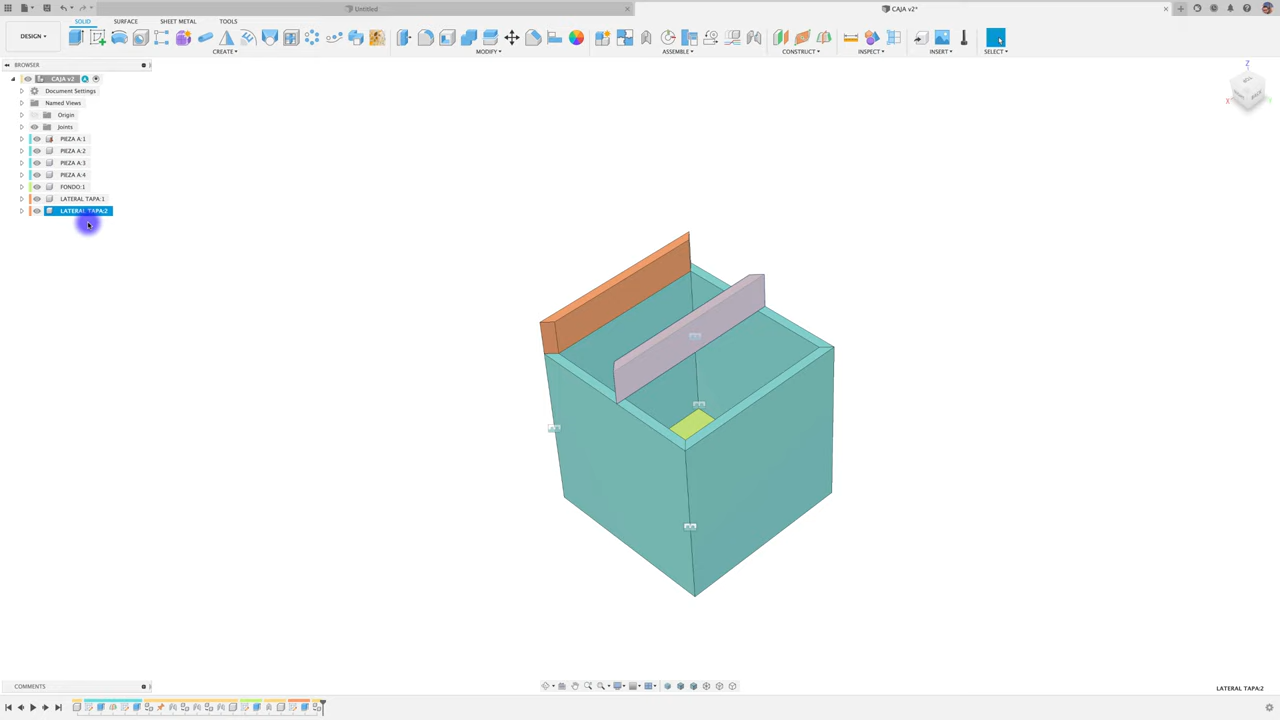 Untitled
CAJA v2*
SOLID SURFACE SHEET METAL TOOLS
DESIGN
CREATE MODIFY ASSEMBLE CONSTRUCT INSPECT INSERT SELECT
BROWSER
CAJA v2
Document Settings
Named Views
Origin
Joints
PIEZA A:1
PIEZA A:2
PIEZA A:3
PIEZA A:4
FONDO:1
LATERAL TAPA:1
LATERAL TAPA:2
Z
X
COMMENTS
LATERAL TAPA:2